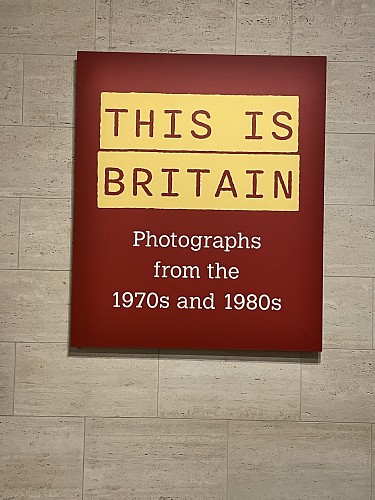 THIS IS
BRITAIN
Photographs
from the
1970s and 1980s